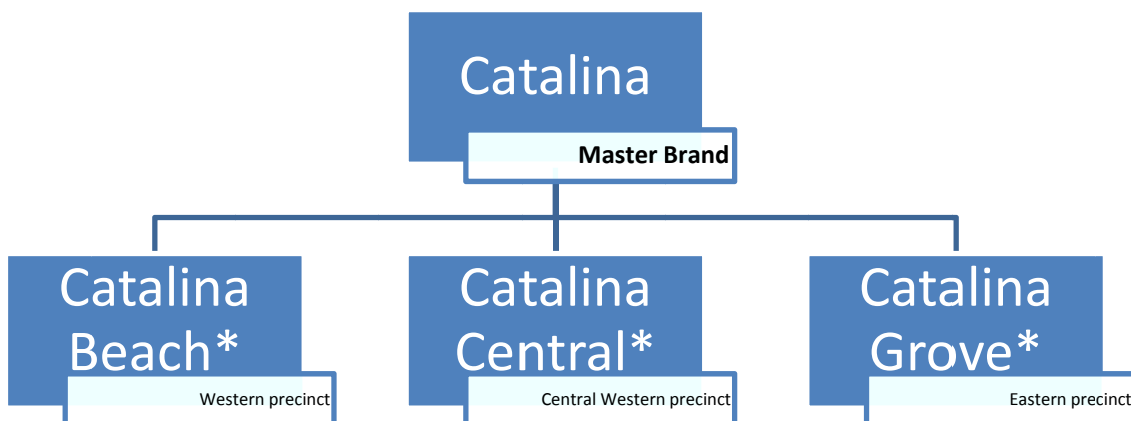 Catalina
Master Brand
Catalina
Beach*
Western precinct
Catalina
Central*
Central Western precinct
Catalina
Grove*
Eastern precinct